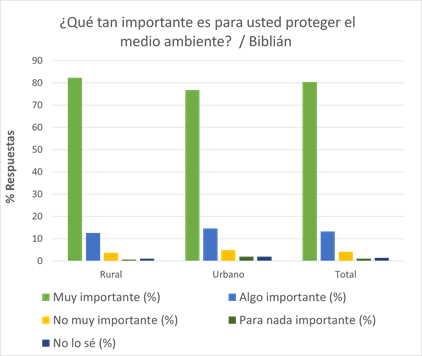 ¿Qué tan importante es para usted proteger el
medio ambiente?  / Biblián
% Respuestas
90
80
70
60
50
40
30
20
10
0
Rural
Urbano
Total
Muy importante (%)
Algo importante (%)
No muy importante (%)
Para nada importante (%)
No lo sé (%)